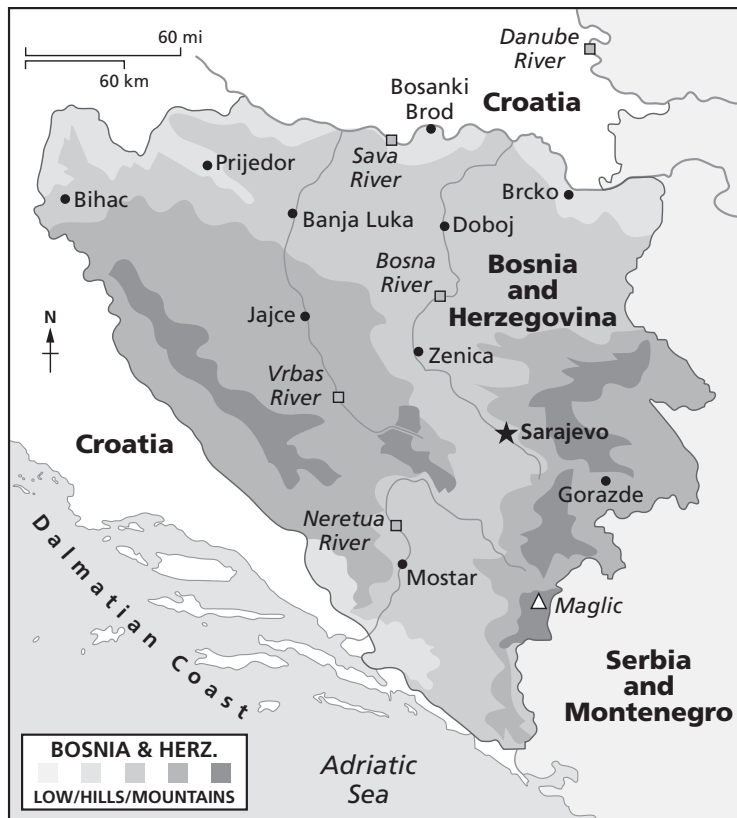 60 mi
60 km
Danube
River
Bosanki
Brod
Croatia
Sava
River
Prijedor
Bihac
Banja Luka
Doboj
Brcko
Bosna
River
Bosnia
and
Herzegovina
N
Jajce
Zenica
Vrbas
River
Croatia
Sarajevo
Gorazde
Neretua
River
Mostar
Maglic
Dalmatian Coast
Serbia
and
Montenegro
Adriatic
Sea
BOSNIA & HERZ.
LOW/HILLS/MOUNTAINS